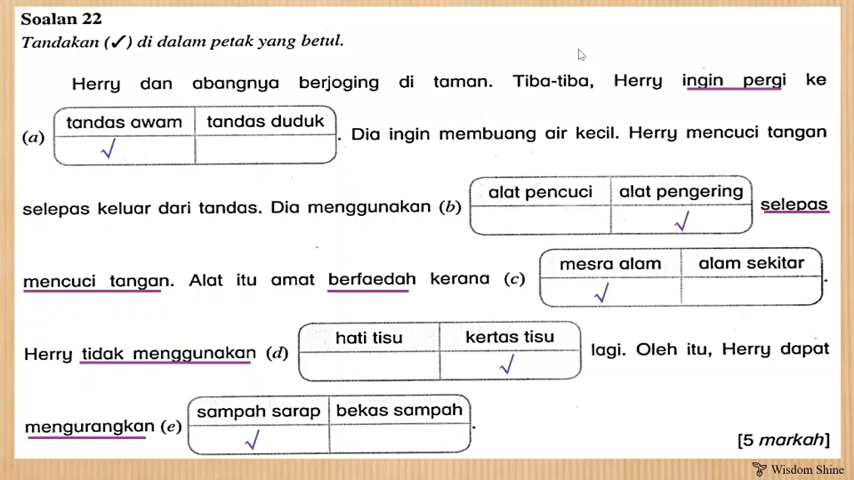 Soalan 22
Tandakan (✓) di dalam petak yang betul.
Herry dan abangnya berjoging di taman. Tiba-tiba, Herry ingin pergi ke
(a) tandas awam tandas duduk . Dia ingin membuang air kecil. Herry mencuci tangan
√
selepas keluar dari tandas. Dia menggunakan (b) alat pencuci alat pengering selepas
√
mencuci tangan. Alat itu amat berfaedah kerana (c) mesra alam alam sekitar .
√
Herry tidak menggunakan (d) hati tisu kertas tisu lagi. Oleh itu, Herry dapat
√
mengurangkan (e) sampah sarap bekas sampah .
√
[5 markah]
Wisdom Shine